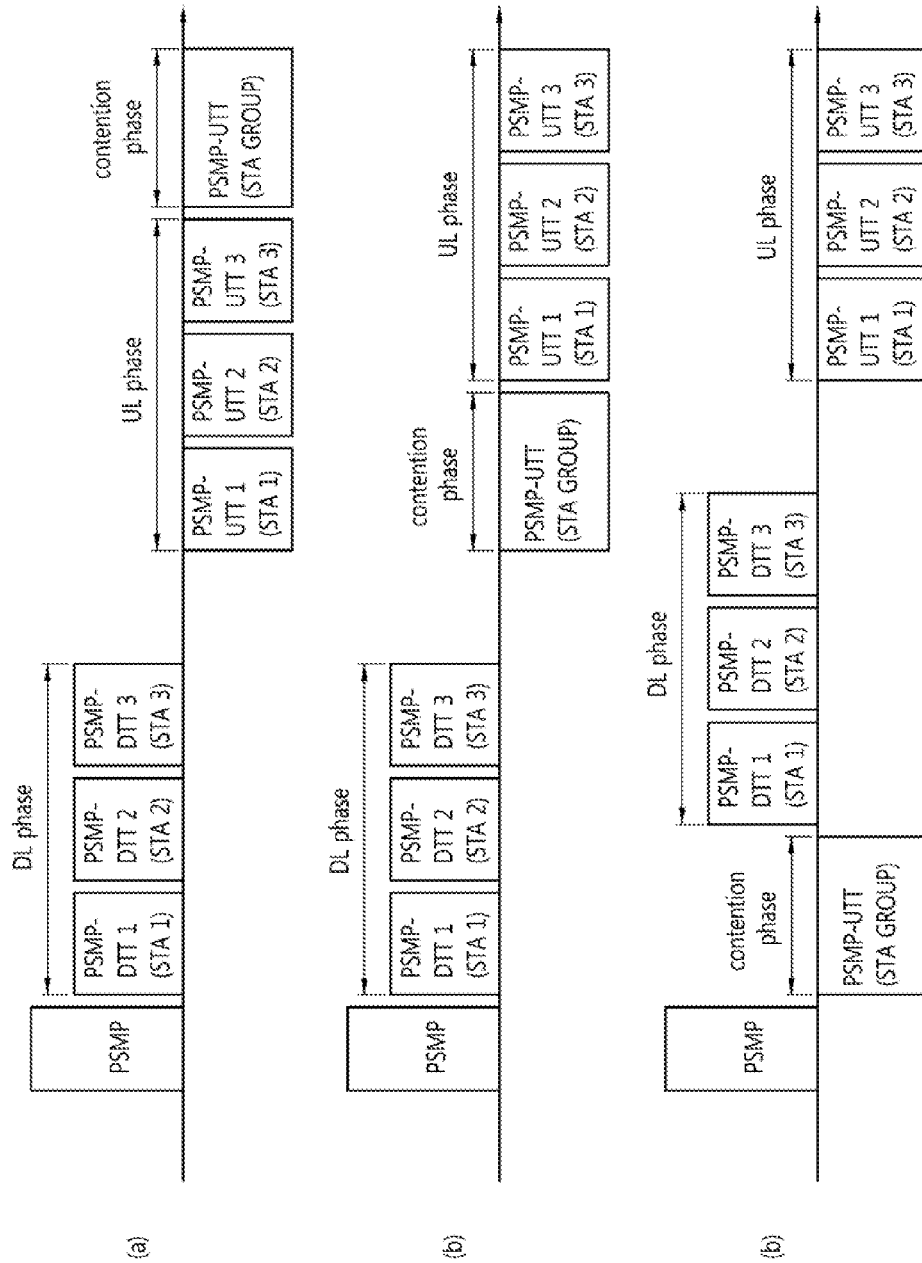 (a)
PSMP
DL phase
PSMP-
DTT 1
(STA 1)
PSMP-
DTT 2
(STA 2)
PSMP-
DTT 3
(STA 3)
UL phase
PSMP-
UTT 1
(STA 1)
PSMP-
UTT 2
(STA 2)
PSMP-
UTT 3
(STA 3)
contention
phase
PSMP-UTT
(STA GROUP)
(b)
PSMP
DL phase
PSMP-
DTT 1
(STA 1)
PSMP-
DTT 2
(STA 2)
PSMP-
DTT 3
(STA 3)
contention
phase
PSMP-UTT
(STA GROUP)
UL phase
PSMP-
UTT 1
(STA 1)
PSMP-
UTT 2
(STA 2)
PSMP-
UTT 3
(STA 3)
(b)
PSMP
contention
phase
PSMP-UTT
(STA GROUP)
DL phase
PSMP-
DTT 1
(STA 1)
PSMP-
DTT 2
(STA 2)
PSMP-
DTT 3
(STA 3)
UL phase
PSMP-
UTT 1
(STA 1)
PSMP-
UTT 2
(STA 2)
PSMP-
UTT 3
(STA 3)